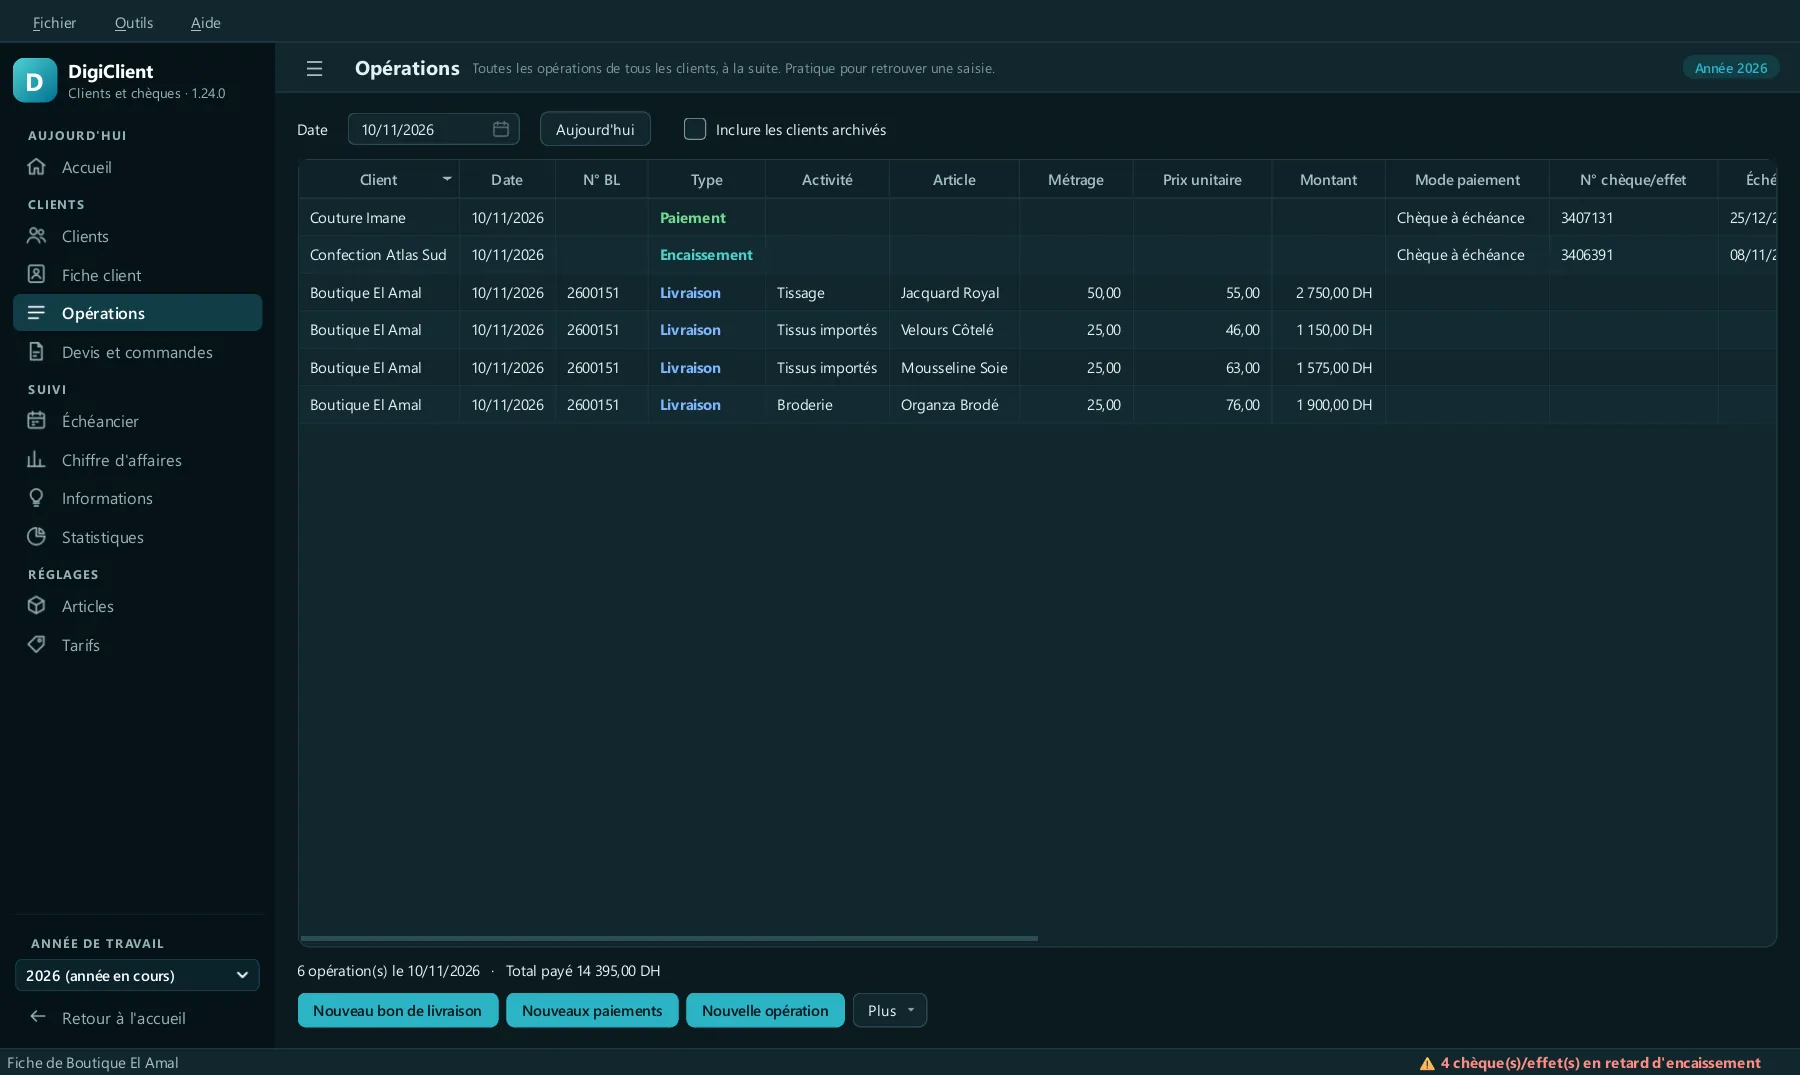 Fichier Outils Aide
DigiClient
Clients et chèques · 1.24.0
AUJOURD'HUI
Accueil
CLIENTS
Clients
Fiche client
Opérations
Devis et commandes
SUIVI
Échéancier
Chiffre d'affaires
Informations
Statistiques
RÉGLAGES
Articles
Tarifs
ANNÉE DE TRAVAIL
2026 (année en cours)
Retour à l'accueil
Opérations Toutes les opérations de tous les clients, à la suite. Pratique pour retrouver une saisie. Année 2026
Date 10/11/2026 Aujourd'hui Inclure les clients archivés
Client Date N° BL Type Activité Article Métrage Prix unitaire Montant Mode paiement N° chèque/effet Éché
Couture Imane 10/11/2026 Paiement Chèque à échéance 3407131 25/12/2
Confection Atlas Sud 10/11/2026 Encaissement Chèque à échéance 3406391 08/11/2
Boutique El Amal 10/11/2026 2600151 Livraison Tissage Jacquard Royal 50,00 55,00 2 750,00 DH
Boutique El Amal 10/11/2026 2600151 Livraison Tissus importés Velours Côtelé 25,00 46,00 1 150,00 DH
Boutique El Amal 10/11/2026 2600151 Livraison Tissus importés Mousseline Soie 25,00 63,00 1 575,00 DH
Boutique El Amal 10/11/2026 2600151 Livraison Broderie Organza Brodé 25,00 76,00 1 900,00 DH
6 opération(s) le 10/11/2026 · Total payé 14 395,00 DH
Nouveau bon de livraison Nouveaux paiements Nouvelle opération Plus
Fiche de Boutique El Amal 4 chèque(s)/effet(s) en retard d'encaissement